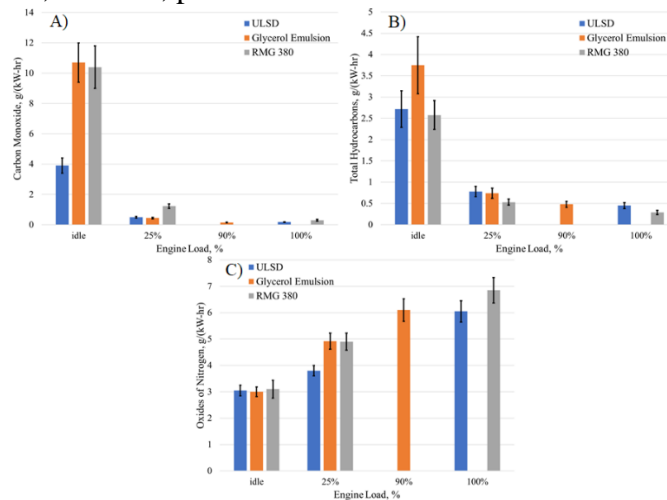 A)
ULSD
Glycerol Emulsion
RMG 380
Carbon Monoxide, g/(kW-hr)
14
12
10
8
6
4
2
0
idle 25% 90% 100%
Engine Load, %
B)
ULSD
Glycerol Emulsion
RMG 380
Total Hydrocarbons, g/(kW-hr)
5
4.5
4
3.5
3
2.5
2
1.5
1
0.5
0
idle 25% 90% 100%
Engine Load, %
C)
ULSD
Glycerol Emulsion
RMG 380
Oxides of Nitrogen, g/(kW-hr)
8
7
6
5
4
3
2
1
0
idle 25% 90% 100%
Engine Load, %